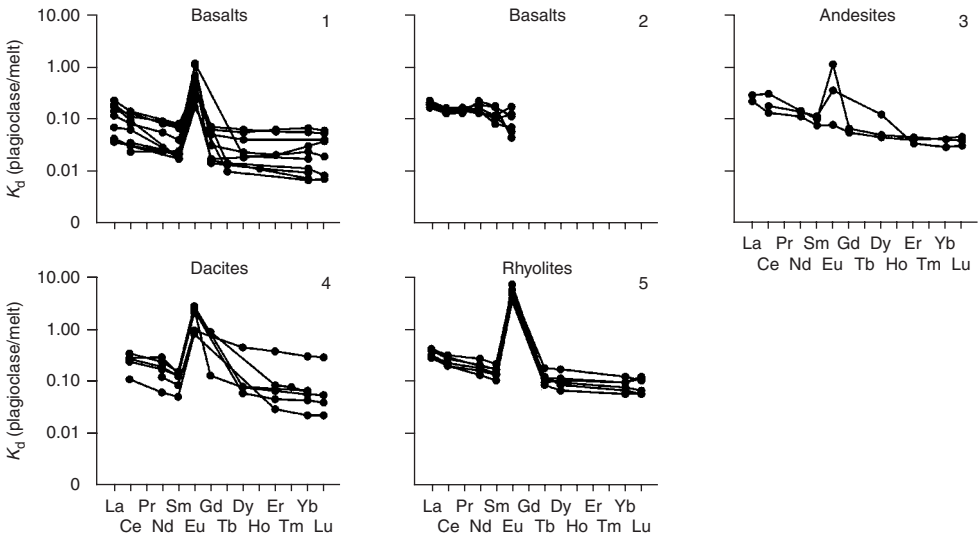 Basalts 1
10.00
1.00
0.10
0.01
0
K_d (plagioclase/melt)
Basalts 2
Andesites 3
La Pr Sm Gd Dy Er Yb
Ce Nd Eu Tb Ho Tm Lu
Dacites 4
10.00
1.00
0.10
0.01
0
K_d (plagioclase/melt)
La Pr Sm Gd Dy Er Yb
Ce Nd Eu Tb Ho Tm Lu
Rhyolites 5
La Pr Sm Gd Dy Er Yb
Ce Nd Eu Tb Ho Tm Lu